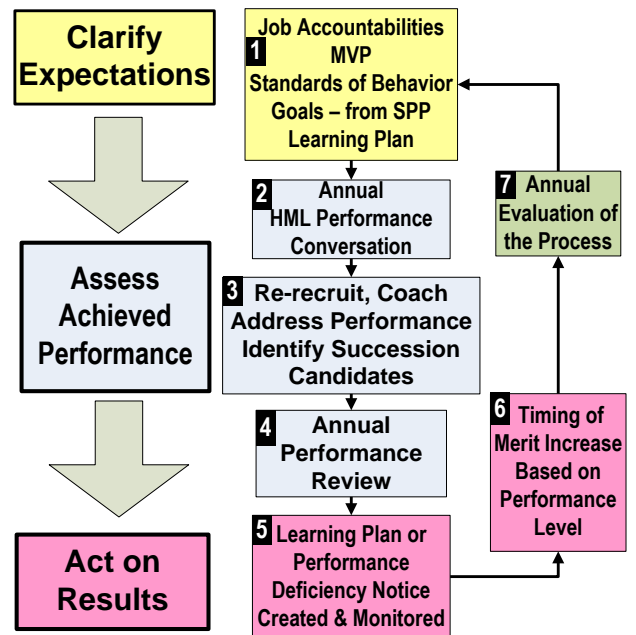 Clarify
Expectations
Assess
Achieved
Performance
Act on
Results
1
Job Accountabilities
MVP
Standards of Behavior
Goals – from SPP
Learning Plan
2
Annual
HML Performance
Conversation
3
Re-recruit, Coach
Address Performance
Identify Succession
Candidates
4
Annual
Performance
Review
5
Learning Plan or
Performance
Deficiency Notice
Created & Monitored
6
Timing of
Merit Increase
Based on
Performance
Level
7
Annual
Evaluation of
the Process